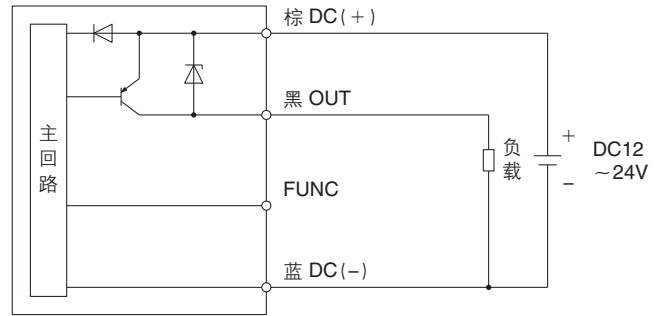 棕 DC(+)
黑 OUT
主回路
负载
+
−
DC12
~24V
FUNC
蓝 DC(−)